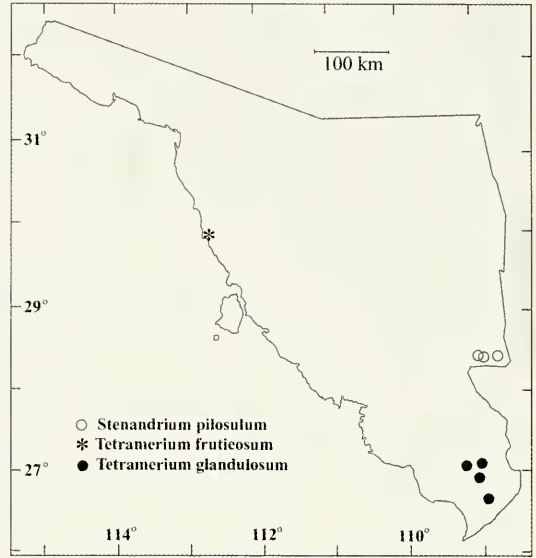 100 km
31°
29°
○ Stenandrium pilosulum
* Tetramerium fruticosum
● Tetramerium glandulosum
27°
114° 112° 110°